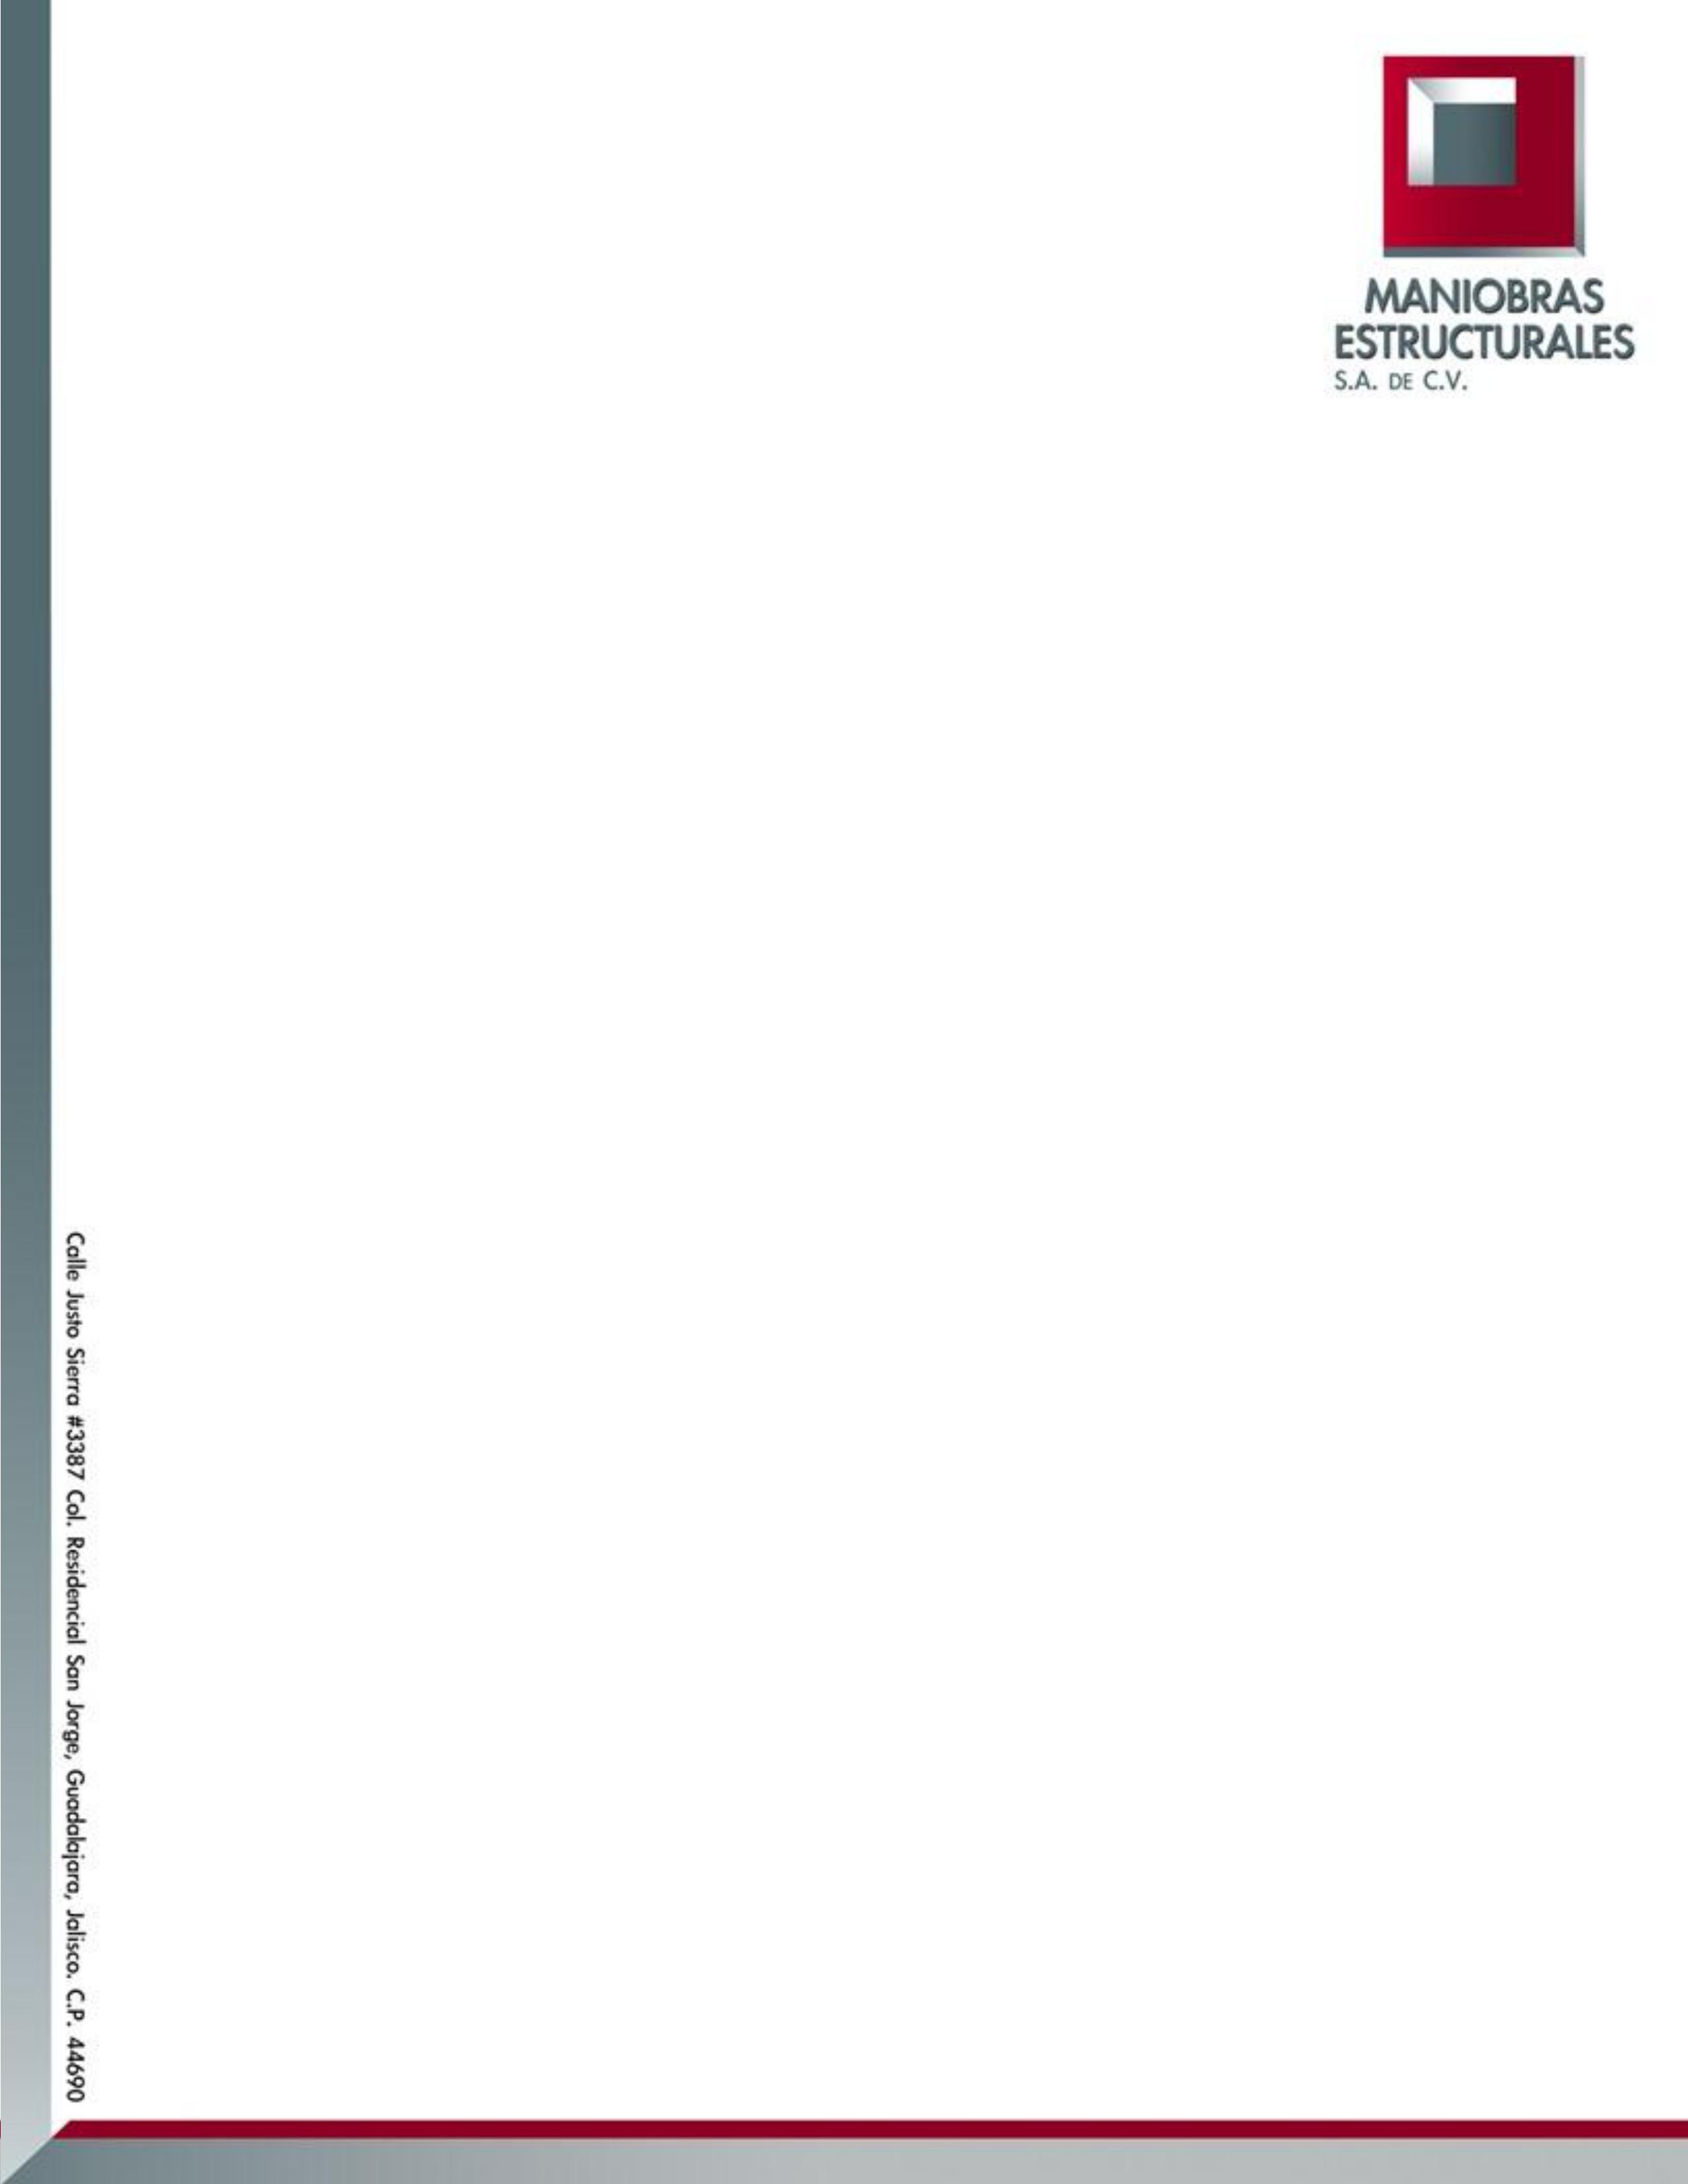 MANIOBRAS
ESTRUCTURALES
S.A. DE C.V.
Calle Justo Sierra #3387 Col. Residencial San Jorge, Guadalajara, Jalisco. C.P. 44690